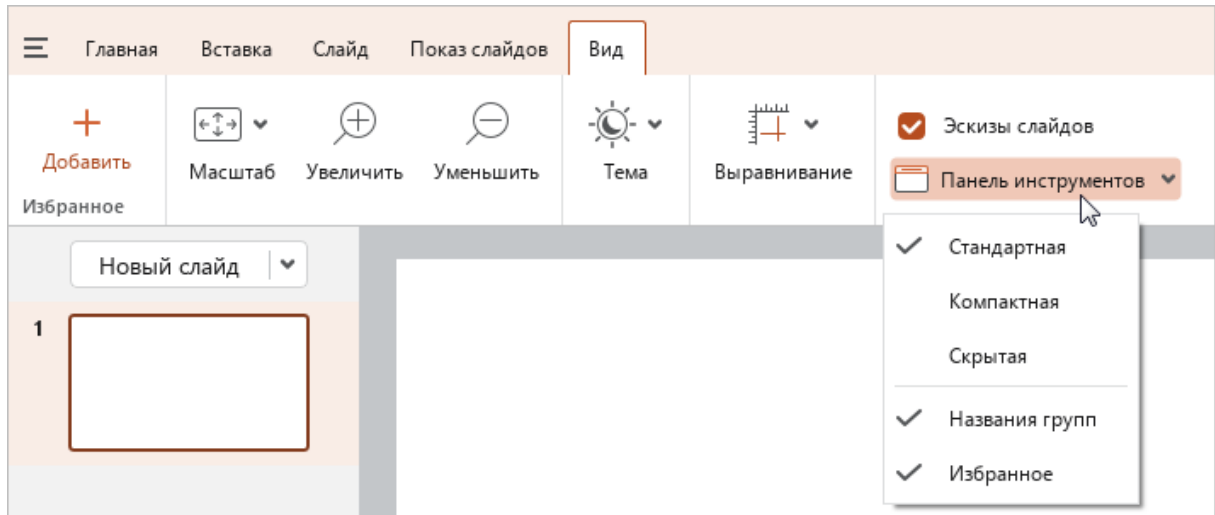 Главная Вставка Слайд Показ слайдов Вид
Добавить
Избранное
Масштаб Увеличить Уменьшить
Тема
Выравнивание
Эскизы слайдов
Панель инструментов
Стандартная
Компактная
Скрытая
Названия групп
Избранное
Новый слайд
1